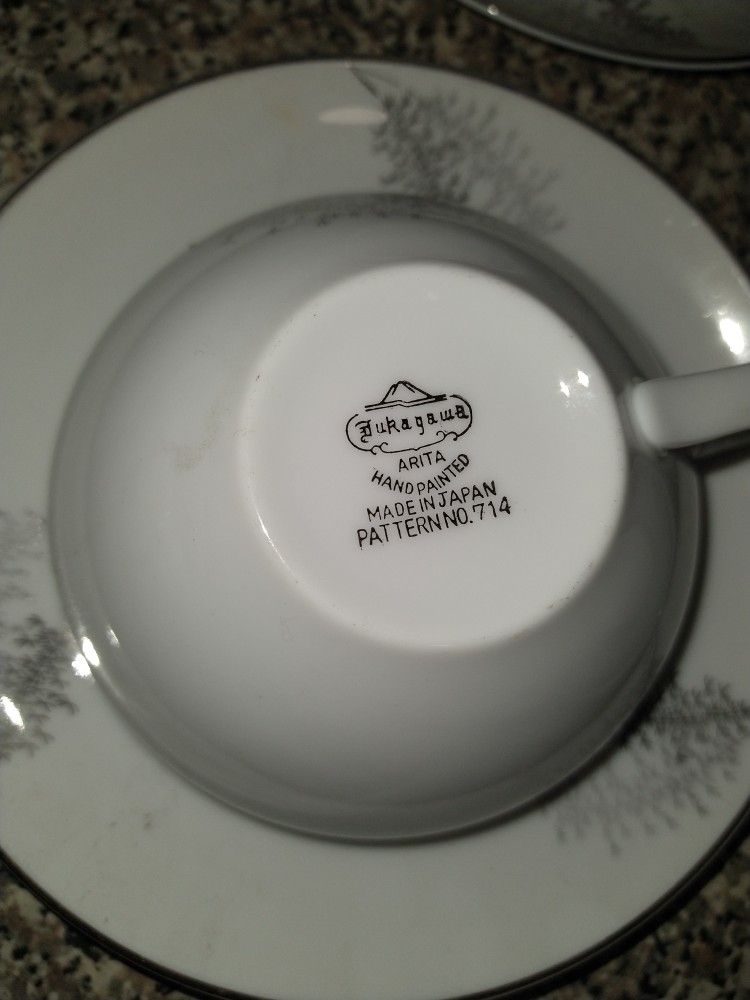 Fukagawa
ARITA
HAND PAINTED
MADE IN JAPAN
PATTERN NO. 714